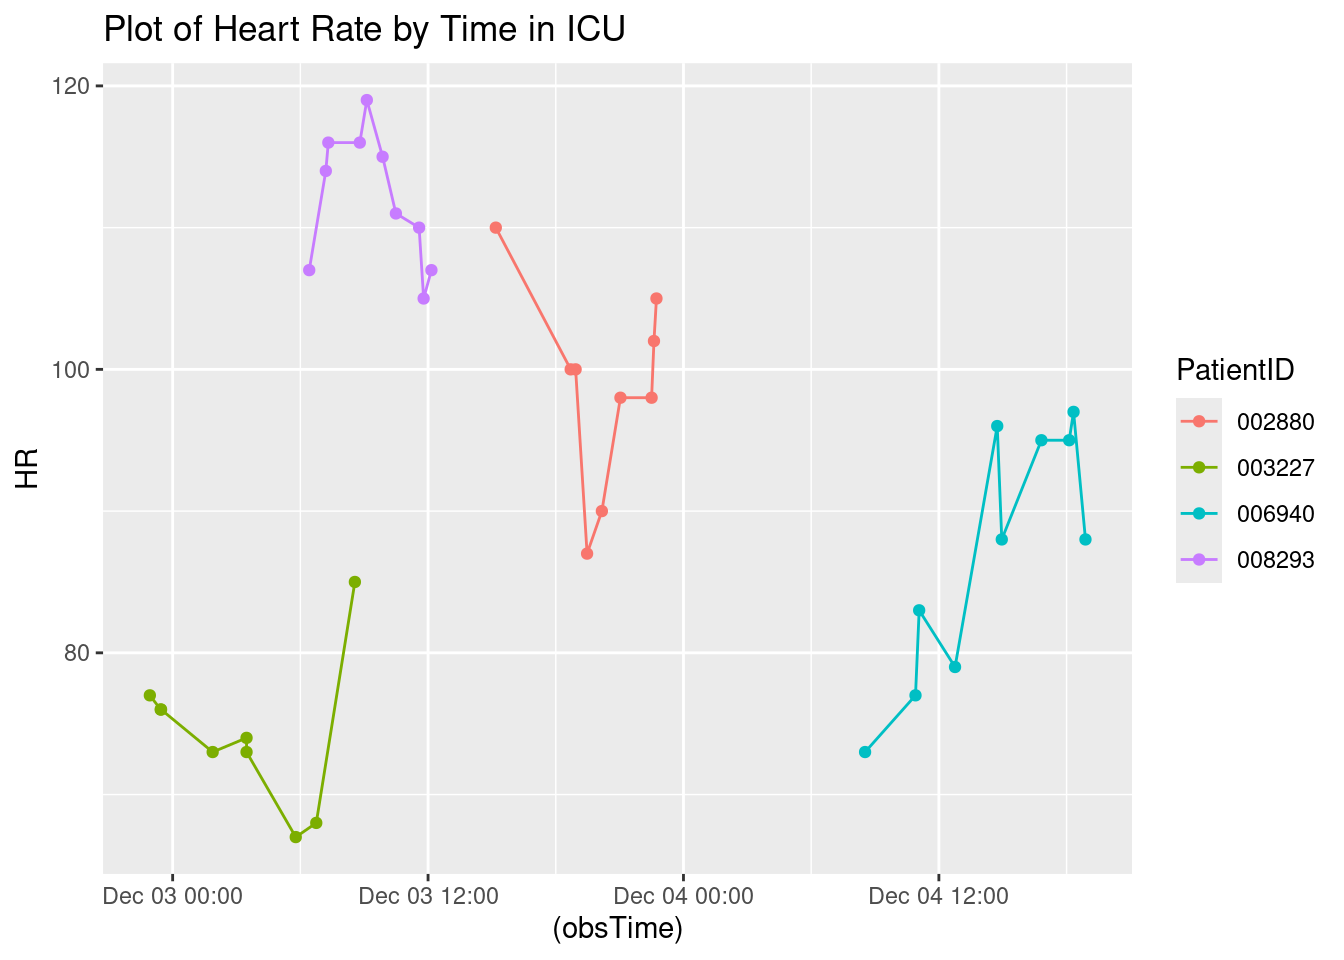 Plot of Heart Rate by Time in ICU
120
100
80
HR
Dec 03 00:00
Dec 03 12:00
Dec 04 00:00
Dec 04 12:00
(obsTime)
PatientID
002880
003227
006940
008293